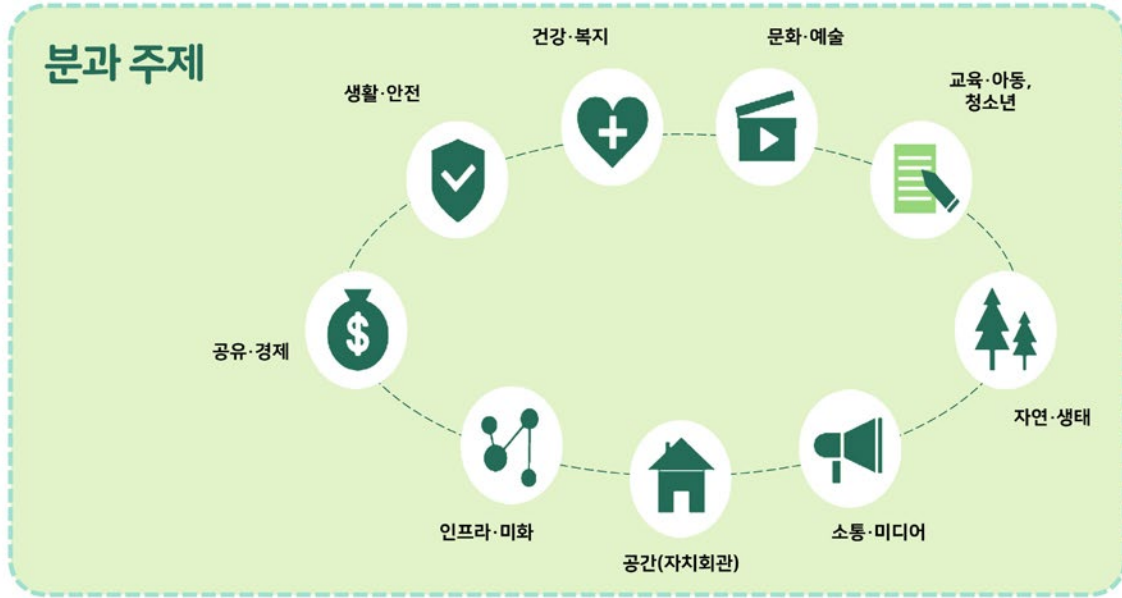 분과 주제
건강·복지
문화·예술
생활·안전
교육·아동,
청소년
공유·경제
자연·생태
인프라·미화
소통·미디어
공간(자치회관)
$